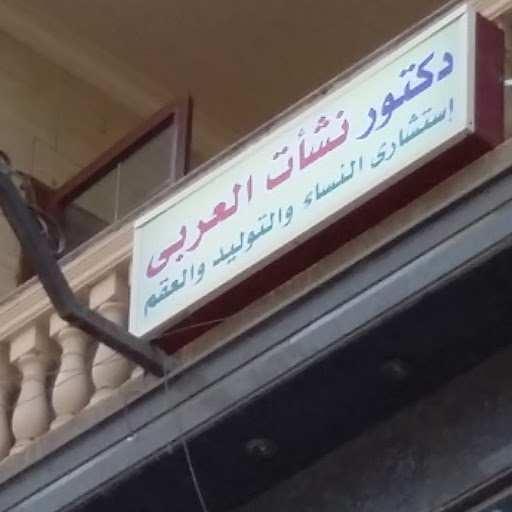 دكتور نشأت العربى
إستشارى النساء والتوليد والعقم